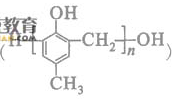 教育
OH
(H [ CH₂ ]ₙ OH
CH₃